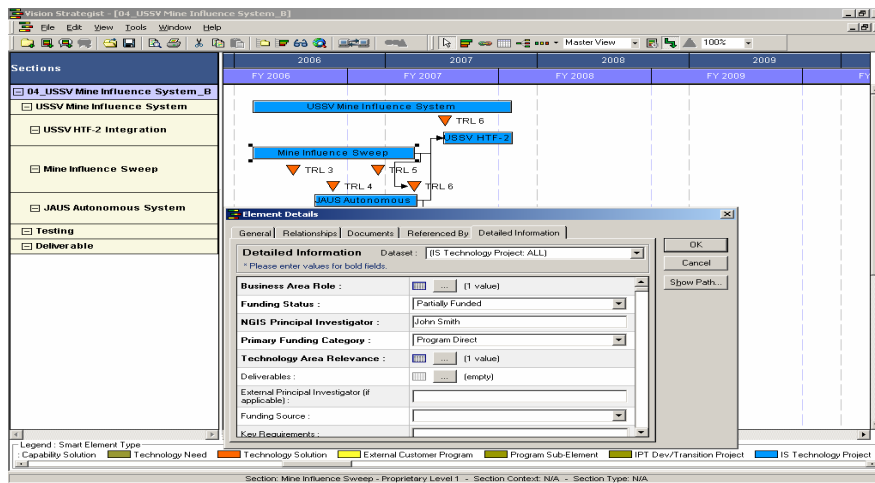 Vision Strategist - [04_USSV Mine Influence System_B]
File Edit View Tools Window Help
Master View 100%
Sections
2006 2007 2008 2009
FY 2006 FY 2007 FY 2008 FY 2009 FY
04_USSV Mine Influence System_B
USSV Mine Influence System
USSV Mine Influence System
TRL 6
USSV HTF-2 Integration
USSV HTF-2
Mine Influence Sweep
Mine Influence Sweep
TRL 3 TRL 5
TRL 4 TRL 6
JAUS Autonomous System
JAUS Autonomous
Testing
Deliverable
Element Details
General Relationships Documents Referenced By Detailed Information
Detailed Information Dataset : (IS Technology Project: ALL)
* Please enter values for bold fields.
OK
Cancel
Show Path...
Business Area Role : ... (1 value)
Funding Status : Partially Funded
NGIS Principal Investigator : John Smith
Primary Funding Category : Program Direct
Technology Area Relevance : ... (1 value)
Deliverables : ... (empty)
External Principal Investigator (if
applicable) :
Funding Source :
Key Requirements :
Legend : Smart Element Type
: Capability Solution Technology Need Technology Solution External Customer Program Program Sub-Element IPT Dev/Transition Project IS Technology Project
Section: Mine Influence Sweep - Proprietary Level 1 - Section Context: N/A - Section Type: N/A